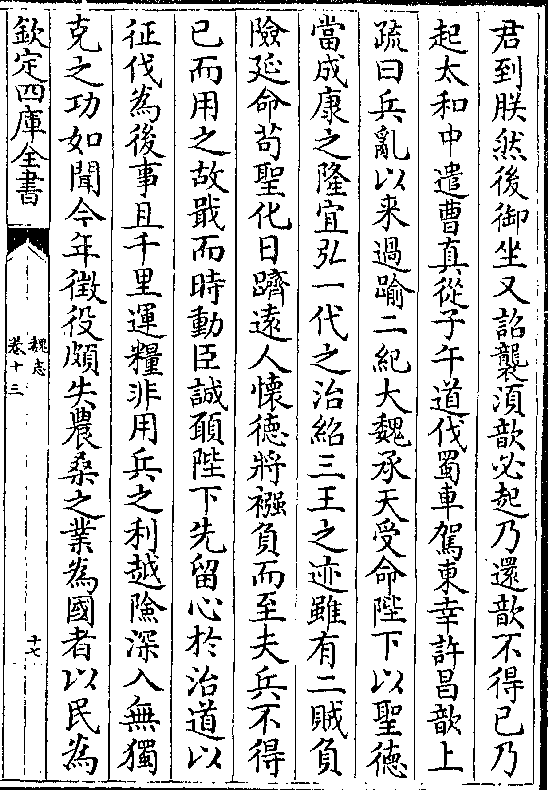 君到朕然後御坐又詔襲須歆必起乃還歆不得已乃
起太和中遣曹真從子午道伐蜀車駕東幸許昌歆上
疏曰兵亂以来過踰二紀大魏承天受命陛下以聖徳
當成康之隆宜弘一代之治紹三王之迹雖有二賊負
險延命苟聖化日躋遠人懷徳將襁負而至夫兵不得
已而用之故戢而時動臣誠願陛下先留心於治道以
征伐為後事且千里運糧非用兵之利越險深入無獨
克之功如聞今年徴役頗失農桑之業為國者以民為
欽定四庫全書
魏志
卷十三
十七